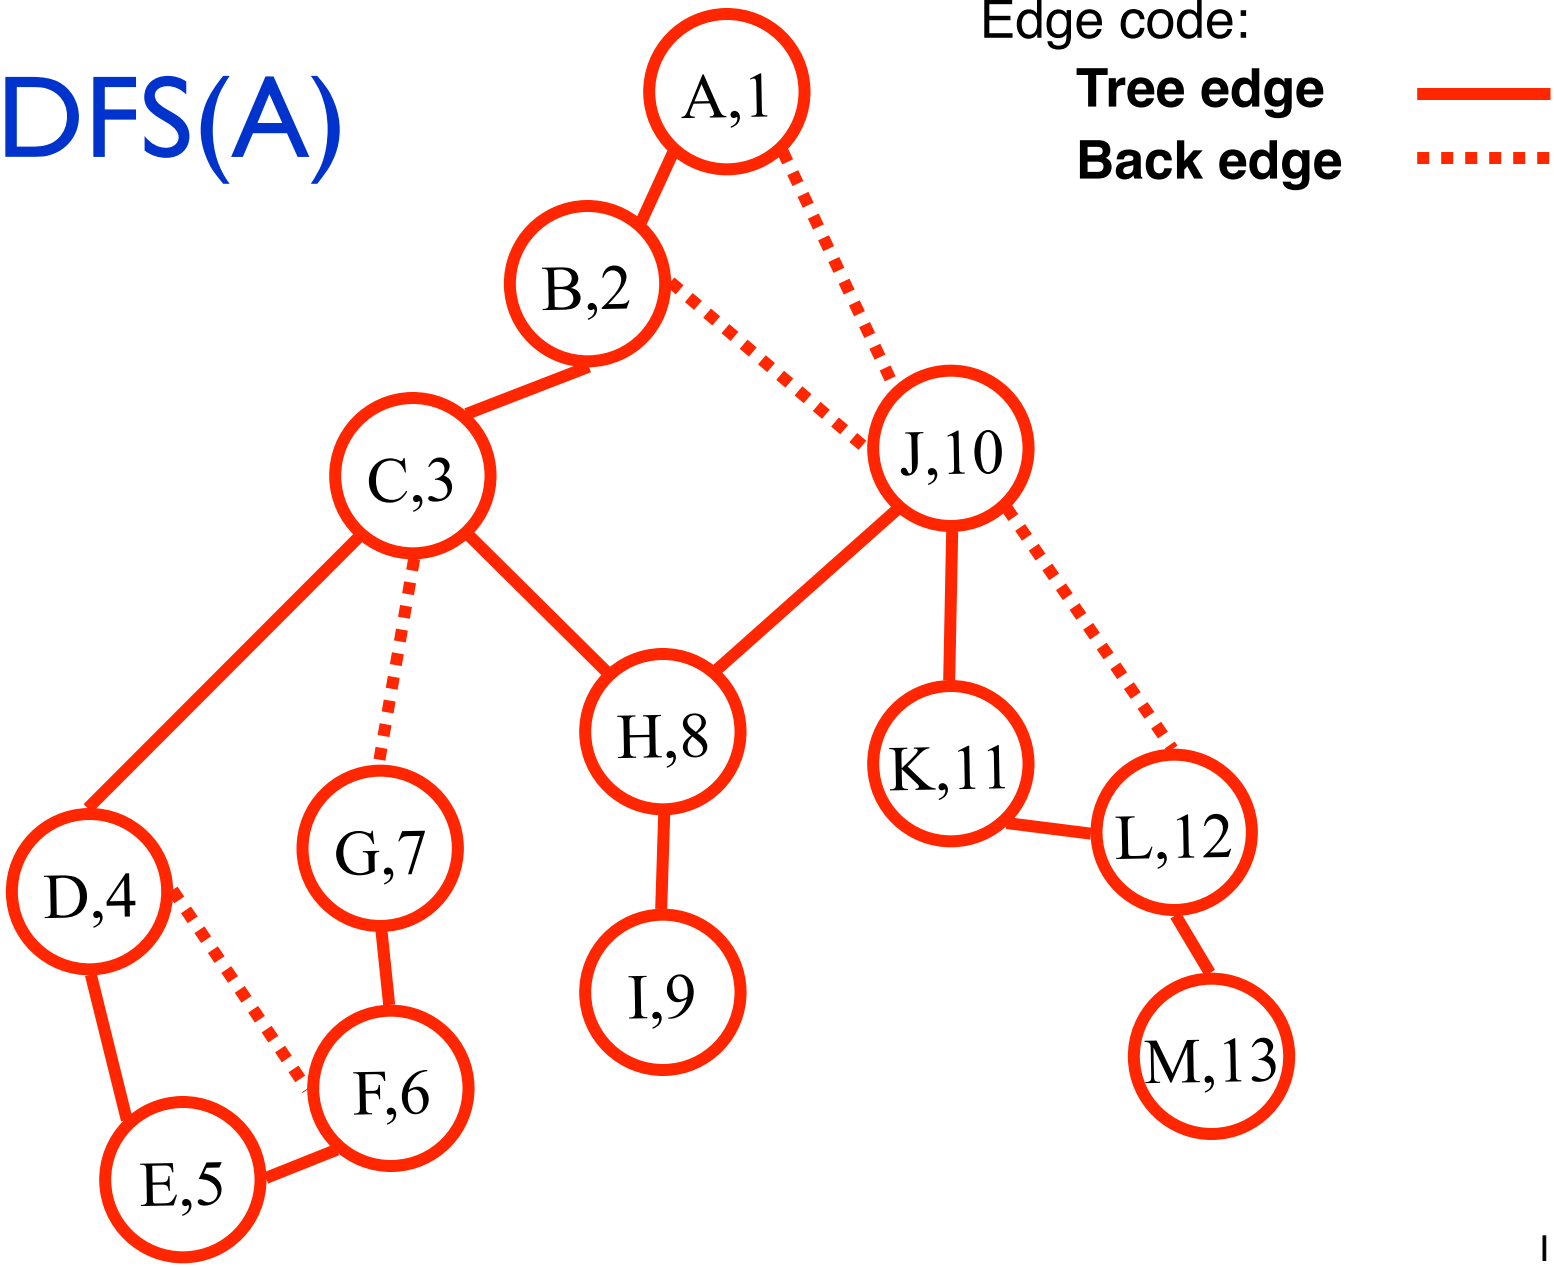 Edge code:
DFS(A)
Tree edge
Back edge
A,1
B,2
J,10
C,3
H,8
K,11
L,12
G,7
D,4
I,9
M,13
F,6
E,5